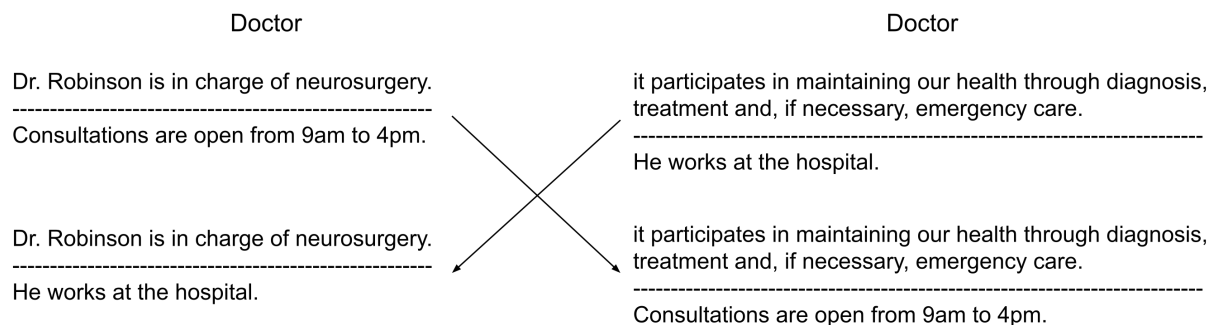 Doctor
Dr. Robinson is in charge of neurosurgery.
--------------------------------------------------------
Consultations are open from 9am to 4pm.
Dr. Robinson is in charge of neurosurgery.
--------------------------------------------------------
He works at the hospital.
Doctor
it participates in maintaining our health through diagnosis,
treatment and, if necessary, emergency care.
----------------------------------------------------------------------------
He works at the hospital.
it participates in maintaining our health through diagnosis,
treatment and, if necessary, emergency care.
----------------------------------------------------------------------------
Consultations are open from 9am to 4pm.